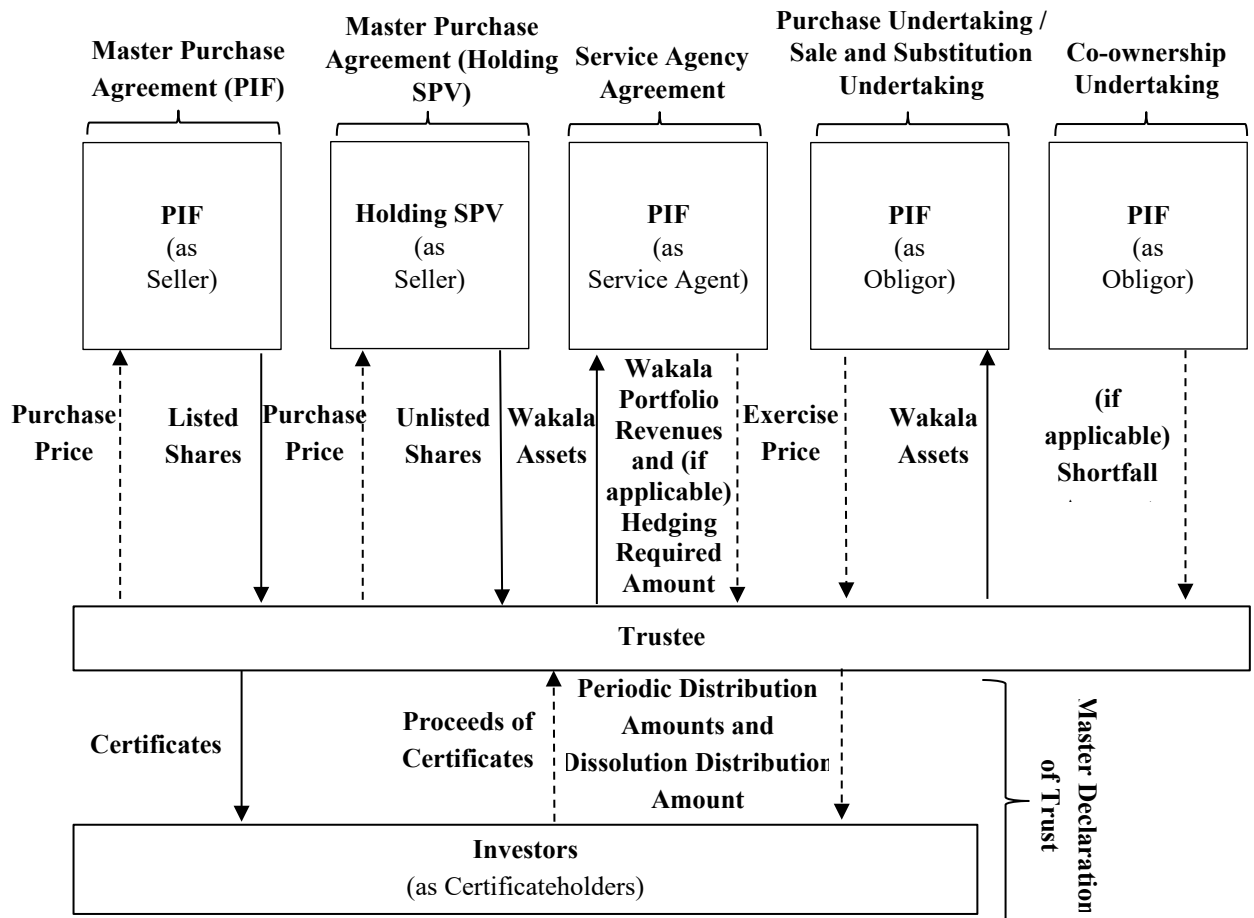 Master Purchase
Agreement (PIF)
Master Purchase
Agreement (Holding
SPV)
Service Agency
Agreement
Purchase Undertaking /
Sale and Substitution
Undertaking
Co-ownership
Undertaking
PIF
(as
Seller)
Holding SPV
(as
Seller)
PIF
(as
Service Agent)
PIF
(as
Obligor)
PIF
(as
Obligor)
Purchase
Price
Listed
Shares
Purchase
Price
Unlisted
Shares
Wakala
Assets
Wakala
Portfolio
Revenues
and (if
applicable)
Hedging
Required
Amount
Exercise
Price
Wakala
Assets
(if
applicable)
Shortfall
Trustee
Certificates
Proceeds of
Certificates
Periodic Distribution
Amounts and
Dissolution Distribution
Amount
Master Declaration
of Trust
Investors
(as Certificateholders)